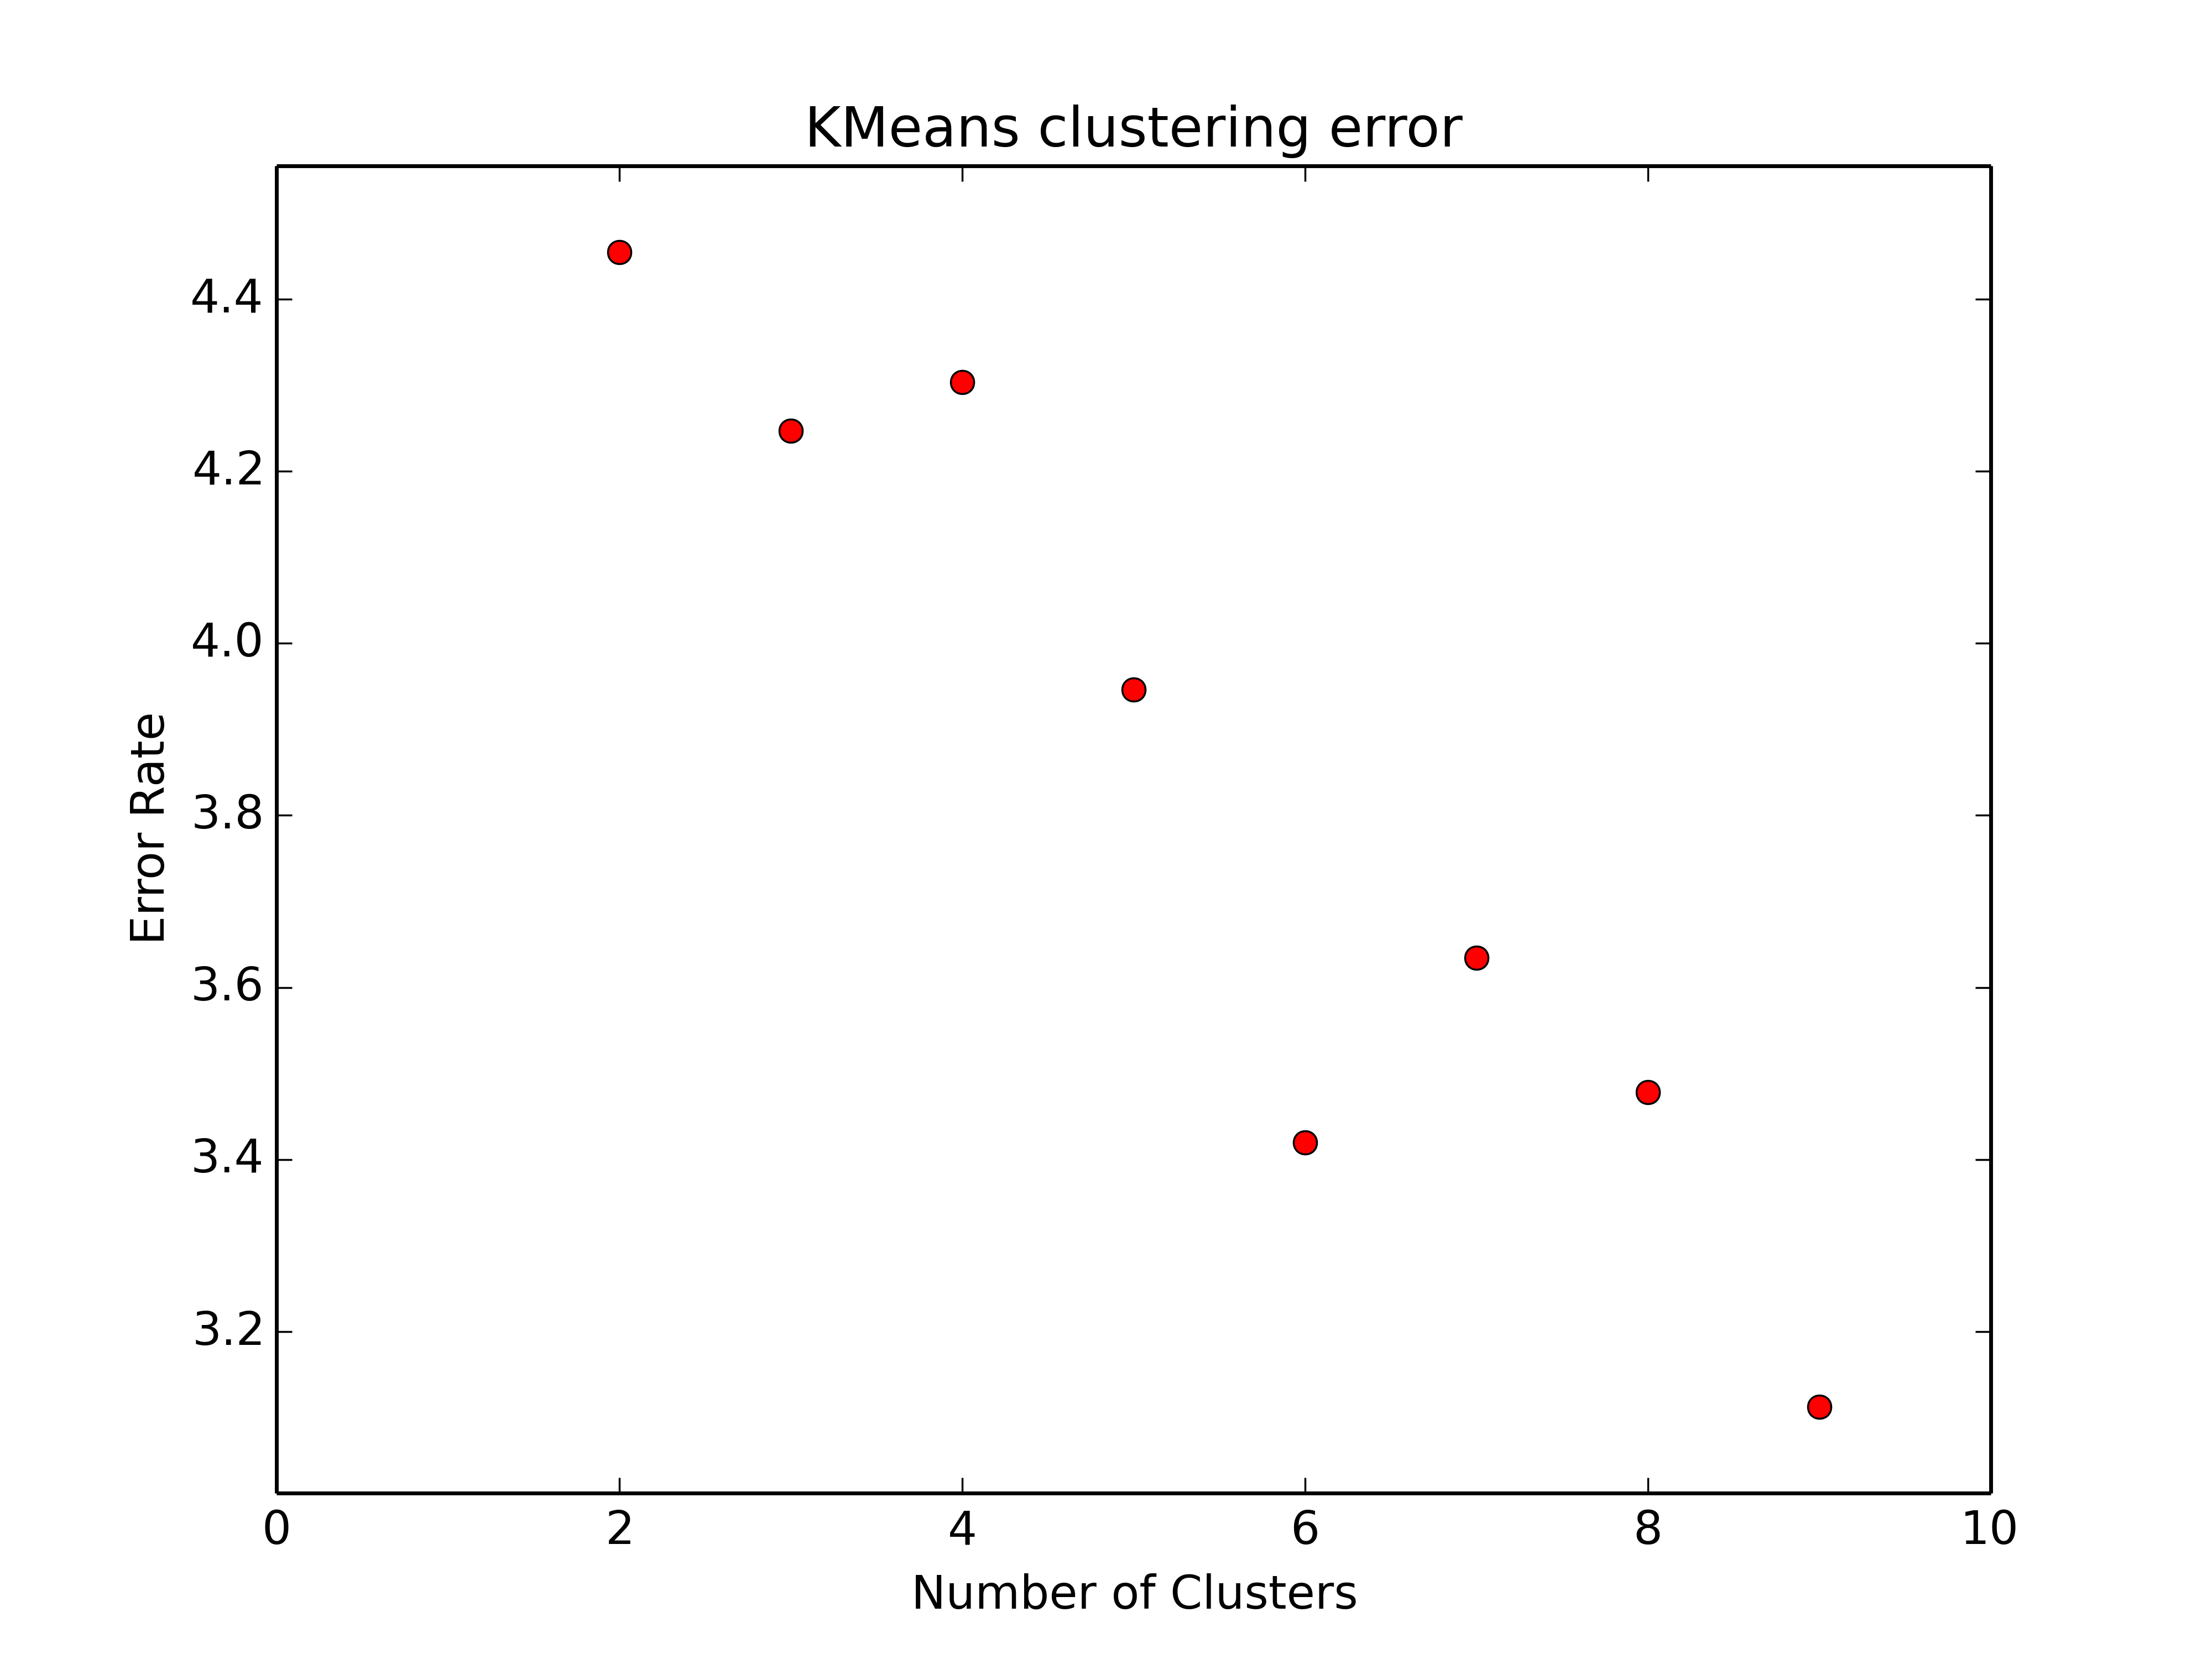 KMeans clustering error
Error Rate
4.4
4.2
4.0
3.8
3.6
3.4
3.2
0 2 4 6 8 10
Number of Clusters